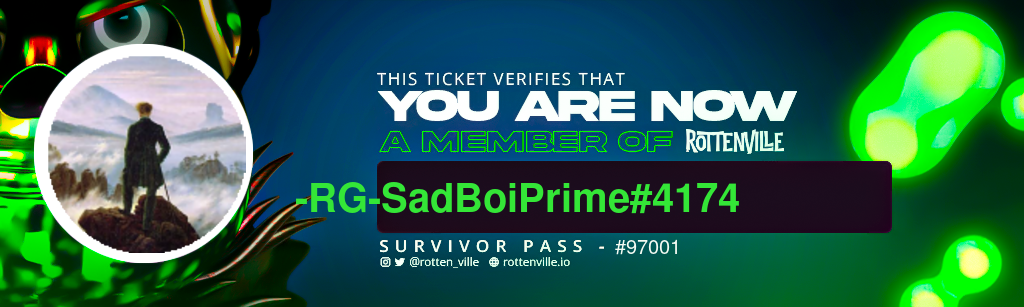 THIS TICKET VERIFIES THAT
YOU ARE NOW
A MEMBER OF ROTTENVILLE
-RG-SadBoiPrime#4174
SURVIVOR PASS - #97001
@rotten_ville rottenville.io